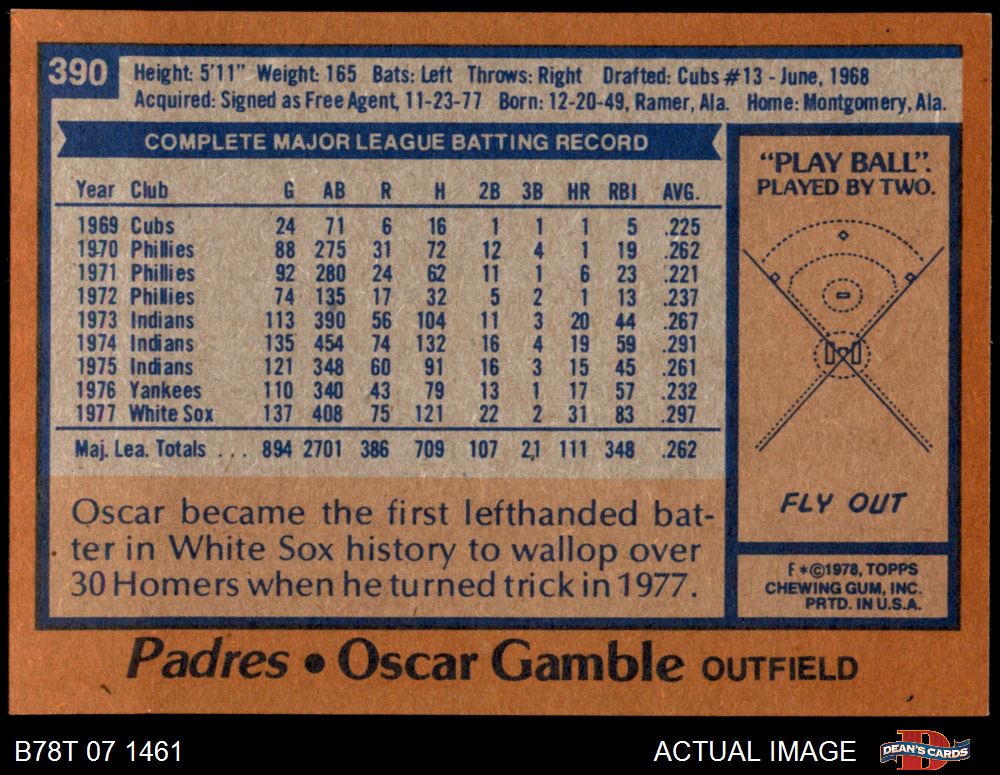 390
Height: 5'11" Weight: 165 Bats: Left Throws: Right Drafted: Cubs #13 - June, 1968
Acquired: Signed as Free Agent, 11-23-77 Born: 12-20-49, Ramer, Ala. Home: Montgomery, Ala.
COMPLETE MAJOR LEAGUE BATTING RECORD
Year Club G AB R H 2B 3B HR RBI AVG.
1969 Cubs 24 71 6 16 1 1 1 5 .225
1970 Phillies 88 275 31 72 12 4 1 19 .262
1971 Phillies 92 280 24 62 11 1 6 23 .221
1972 Phillies 74 135 17 32 5 2 1 13 .237
1973 Indians 113 390 56 104 11 3 20 44 .267
1974 Indians 135 454 74 132 16 4 19 59 .291
1975 Indians 121 348 60 91 16 3 15 45 .261
1976 Yankees 110 340 43 79 13 1 17 57 .232
1977 White Sox 137 408 75 121 22 2 31 83 .297
Maj. Lea. Totals ... 894 2701 386 709 107 21 111 348 .262
Oscar became the first lefthanded bat-
ter in White Sox history to wallop over
30 Homers when he turned trick in 1977.
"PLAY BALL".
PLAYED BY TWO.
FLY OUT
F*©1978, TOPPS
CHEWING GUM, INC.
PRTD. IN U.S.A.
Padres • Oscar Gamble OUTFIELD
B78T 07 1461
ACTUAL IMAGE
DEAN'S CARDS